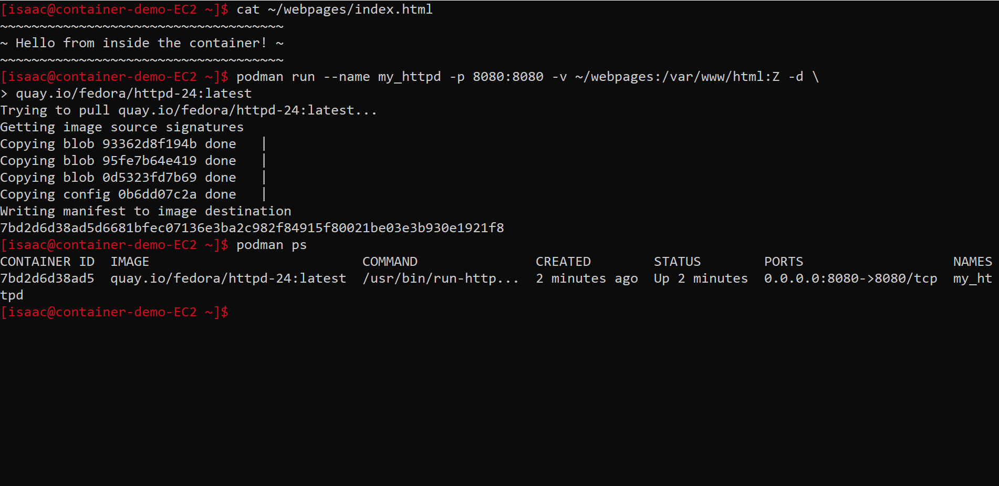 [isaac@container-demo-EC2 ~]$ cat ~/webpages/index.html
~~~~~~~~~~~~~~~~~~~~~~~~~~~~~~~~~~~~
~ Hello from inside the container! ~
~~~~~~~~~~~~~~~~~~~~~~~~~~~~~~~~~~~~
[isaac@container-demo-EC2 ~]$ podman run --name my_httpd -p 8080:8080 -v ~/webpages:/var/www/html:Z -d \
> quay.io/fedora/httpd-24:latest
Trying to pull quay.io/fedora/httpd-24:latest...
Getting image source signatures
Copying blob 93362d8f194b done   |
Copying blob 95fe7b64e419 done   |
Copying blob 0d5323fd7b69 done   |
Copying config 0b6dd07c2a done   |
Writing manifest to image destination
7bd2d6d38ad5d6681bfec07136e3ba2c982f84915f80021be03e3b930e1921f8
[isaac@container-demo-EC2 ~]$ podman ps
CONTAINER ID  IMAGE                           COMMAND               CREATED        STATUS        PORTS                   NAMES
7bd2d6d38ad5  quay.io/fedora/httpd-24:latest  /usr/bin/run-http...  2 minutes ago  Up 2 minutes  0.0.0.0:8080->8080/tcp  my_ht
tpd
[isaac@container-demo-EC2 ~]$